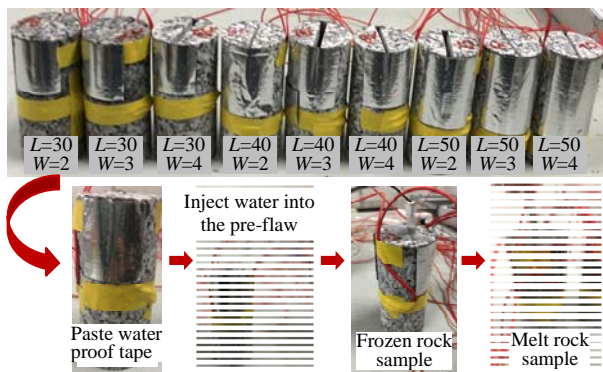 L=30 L=30 L=30 L=40 L=40 L=40 L=50 L=50 L=50
W=2 W=3 W=4 W=2 W=3 W=4 W=2 W=3 W=4
Inject water into
the pre-flaw
Paste water
proof tape
Frozen rock
sample
Melt rock
sample